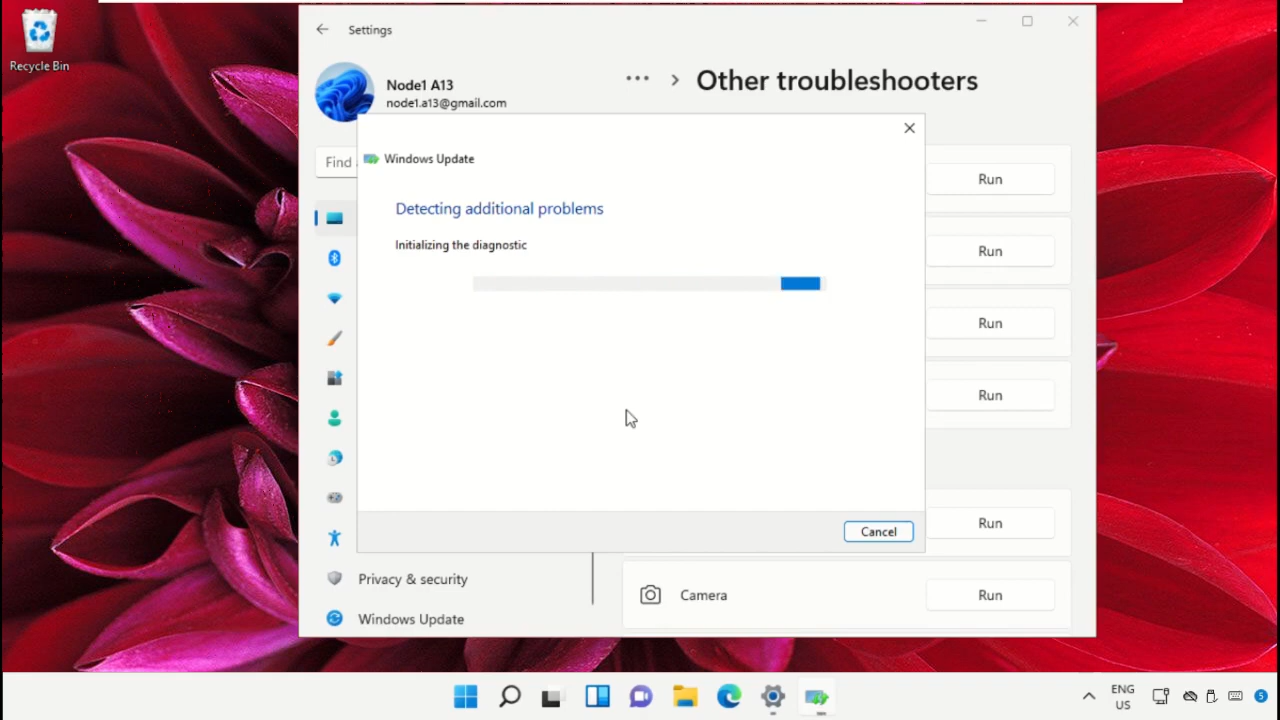 Recycle Bin
Settings
Node1 A13
node1.a13@gmail.com
Other troubleshooters
Find
Windows Update
Detecting additional problems
Initializing the diagnostic
Cancel
Run
Run
Run
Run
Run
Privacy & security
Camera
Run
Windows Update
ENG
US
5